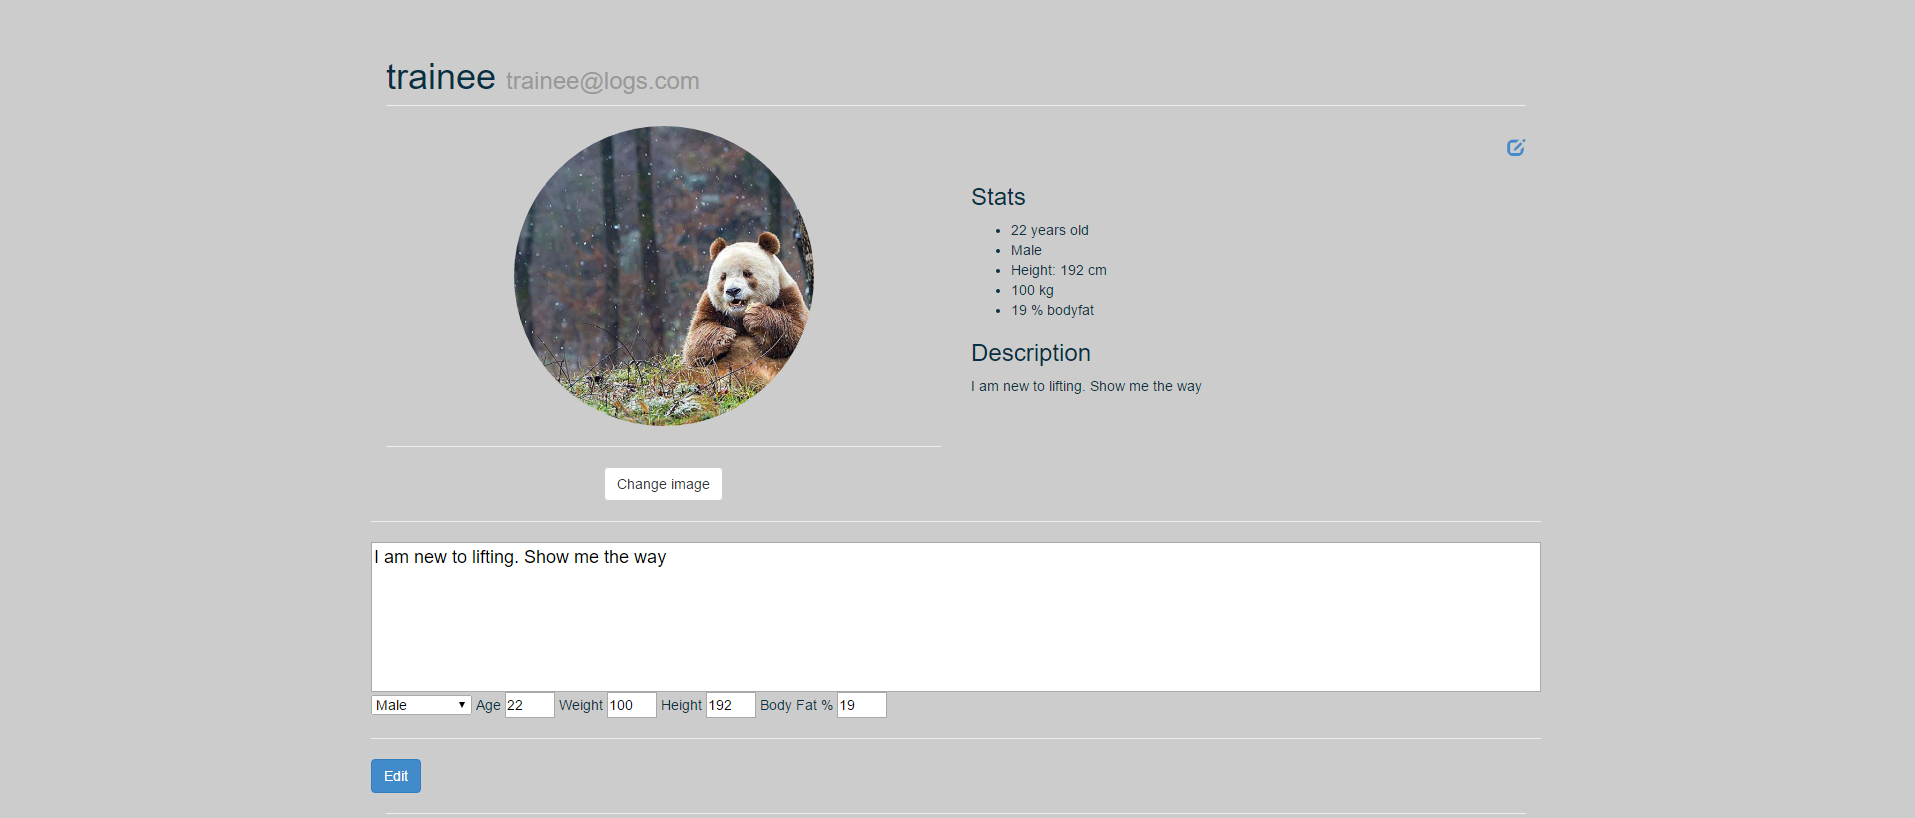 trainee trainee@logs.com
Stats
22 years old
Male
Height: 192 cm
100 kg
19 % bodyfat
Description
I am new to lifting. Show me the way
Change image
I am new to lifting. Show me the way
Male Age 22 Weight 100 Height 192 Body Fat % 19
Edit